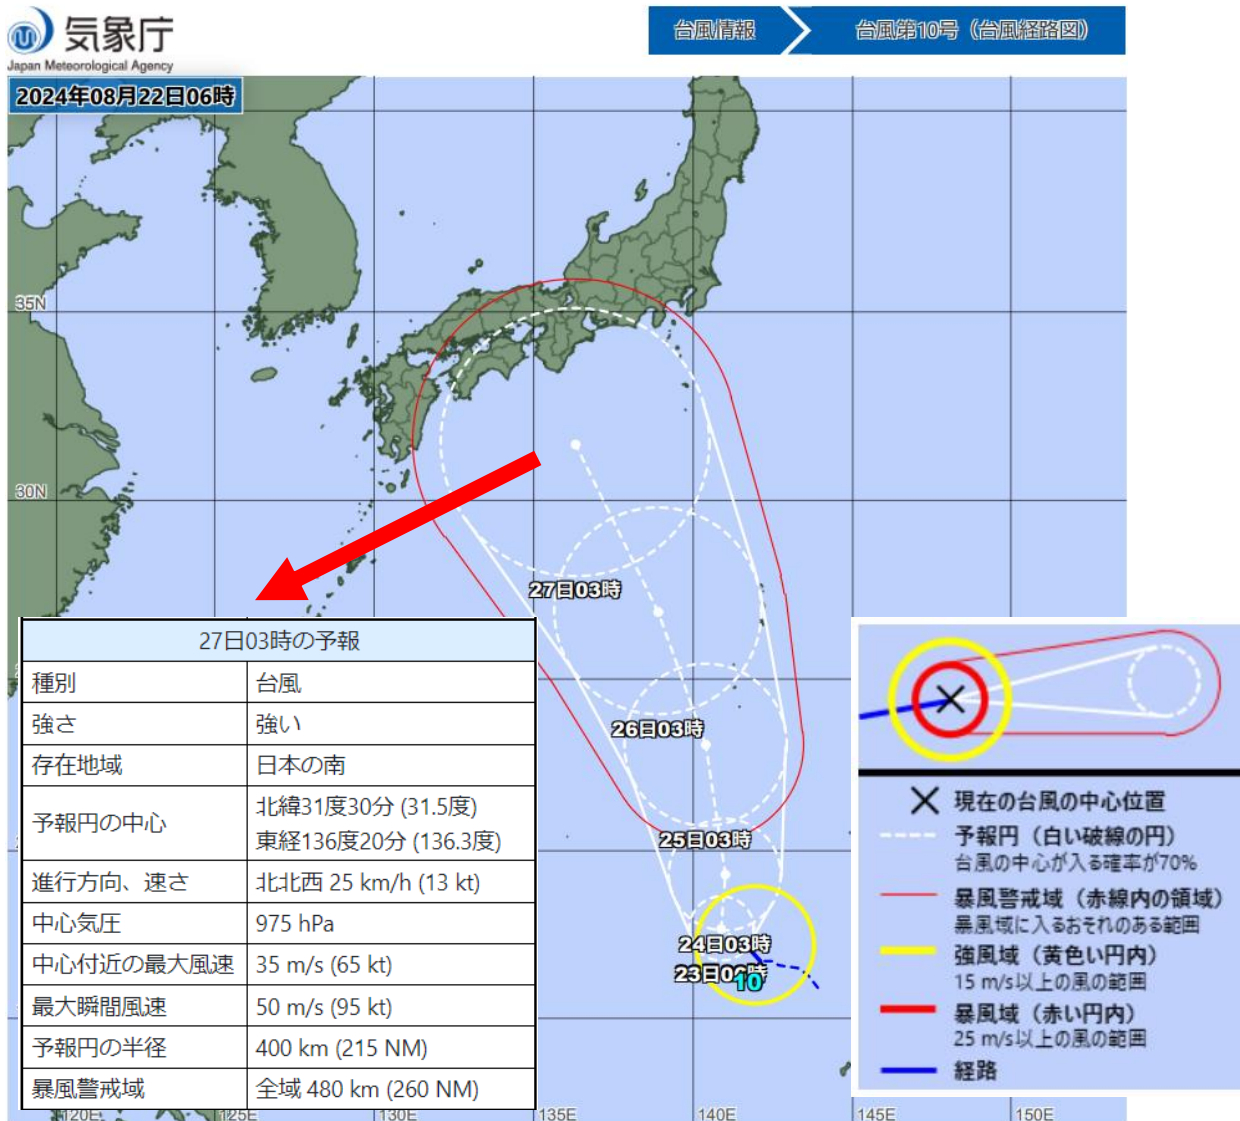 気象庁
Japan Meteorological Agency
台風情報
台風第10号（台風経路図）
2024年08月22日06時
35N
30N
27日03時
26日03時
25日03時
24日03時
23日06時
10
120E
125E
130E
135E
140E
145E
150E
27日03時の予報
種別 台風
強さ 強い
存在地域 日本の南
予報円の中心 北緯31度30分 (31.5度)
東経136度20分 (136.3度)
進行方向、速さ 北北西 25 km/h (13 kt)
中心気圧 975 hPa
中心付近の最大風速 35 m/s (65 kt)
最大瞬間風速 50 m/s (95 kt)
予報円の半径 400 km (215 NM)
暴風警戒域 全域 480 km (260 NM)
現在の台風の中心位置
予報円（白い破線の円）
台風の中心が入る確率が70%
暴風警戒域（赤線内の領域）
暴風域に入るおそれのある範囲
強風域（黄色い円内）
15 m/s以上の風の範囲
暴風域（赤い円内）
25 m/s以上の風の範囲
経路